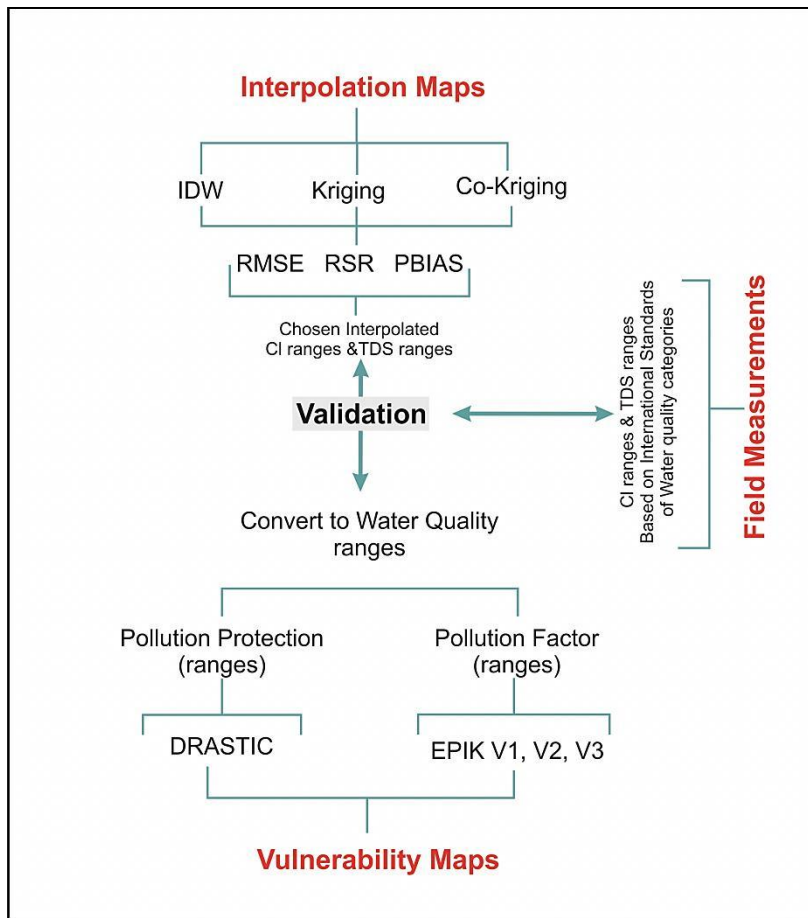 Interpolation Maps
IDW
Kriging
Co-Kriging
RMSE RSR PBIAS
Chosen Interpolated
Cl ranges &TDS ranges
Validation
Cl ranges & TDS ranges
Based on International Standards
of Water quality categories
Field Measurements
Convert to Water Quality
ranges
Pollution Protection
(ranges)
Pollution Factor
(ranges)
DRASTIC
EPIK V1, V2, V3
Vulnerability Maps